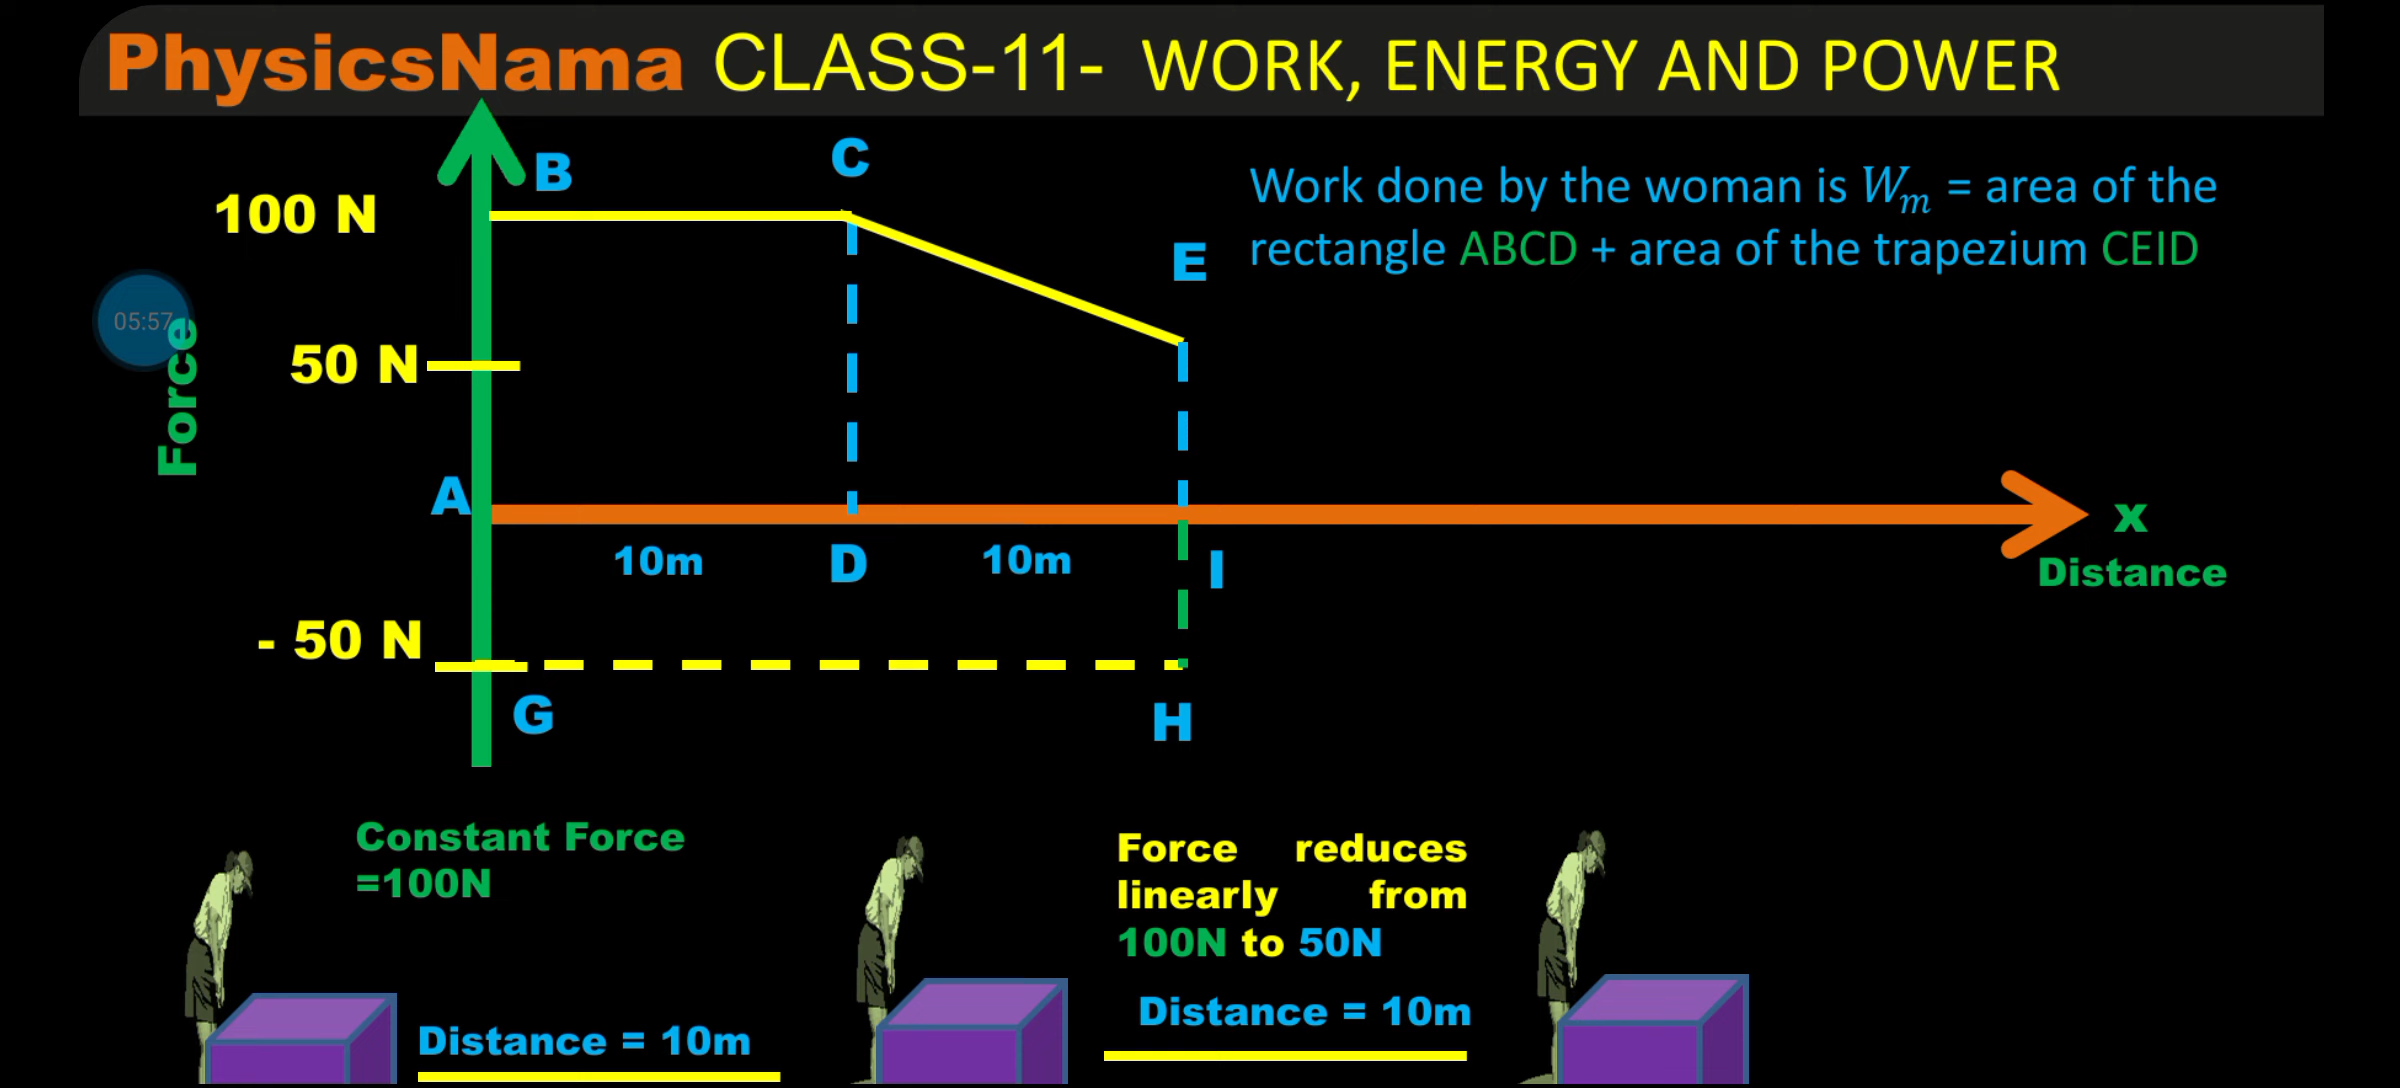 PhysicsNama CLASS-11- WORK, ENERGY AND POWER
B
C
100 N
Work done by the woman is Wm = area of the
rectangle ABCD + area of the trapezium CEID
E
05:57
Force
50 N
A
x
Distance
10m
D
10m
I
- 50 N
G
H
Constant Force
=100N
Distance = 10m
Force reduces
linearly from
100N to 50N
Distance = 10m